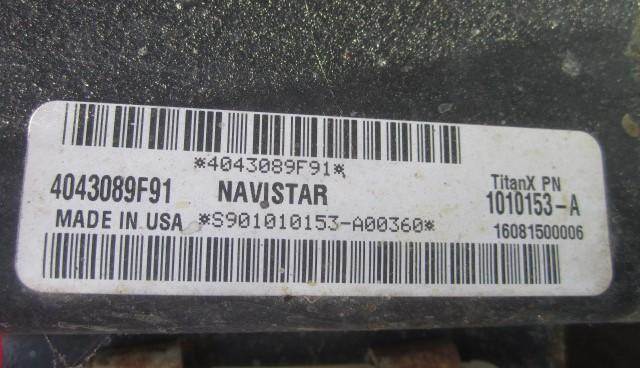 *4043089F91*
4043089F91 NAVISTAR TitanX PN
1010153-A
MADE IN USA *S901010153-A00360* 16081500006